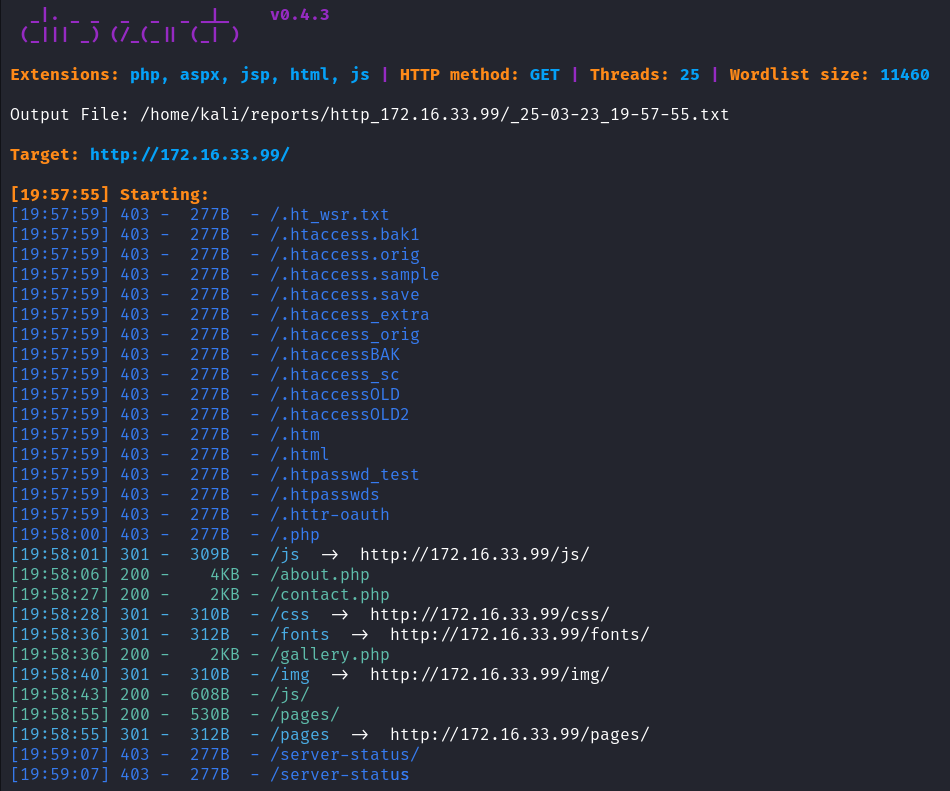 _|. _ _  _  _  _ _|_    v0.4.3
 (_||| _) (/_(_|| (_| )

Extensions: php, aspx, jsp, html, js | HTTP method: GET | Threads: 25 | Wordlist size: 11460

Output File: /home/kali/reports/http_172.16.33.99/_25-03-23_19-57-55.txt

Target: http://172.16.33.99/

[19:57:55] Starting:
[19:57:59] 403 -  277B  - /.ht_wsr.txt
[19:57:59] 403 -  277B  - /.htaccess.bak1
[19:57:59] 403 -  277B  - /.htaccess.orig
[19:57:59] 403 -  277B  - /.htaccess.sample
[19:57:59] 403 -  277B  - /.htaccess.save
[19:57:59] 403 -  277B  - /.htaccess_extra
[19:57:59] 403 -  277B  - /.htaccess_orig
[19:57:59] 403 -  277B  - /.htaccessBAK
[19:57:59] 403 -  277B  - /.htaccess_sc
[19:57:59] 403 -  277B  - /.htaccessOLD
[19:57:59] 403 -  277B  - /.htaccessOLD2
[19:57:59] 403 -  277B  - /.htm
[19:57:59] 403 -  277B  - /.html
[19:57:59] 403 -  277B  - /.htpasswd_test
[19:57:59] 403 -  277B  - /.htpasswds
[19:57:59] 403 -  277B  - /.httr-oauth
[19:58:00] 403 -  277B  - /.php
[19:58:01] 301 -  309B  - /js  ->  http://172.16.33.99/js/
[19:58:06] 200 -    4KB - /about.php
[19:58:27] 200 -    2KB - /contact.php
[19:58:28] 301 -  310B  - /css  ->  http://172.16.33.99/css/
[19:58:36] 301 -  312B  - /fonts  ->  http://172.16.33.99/fonts/
[19:58:36] 200 -    2KB - /gallery.php
[19:58:40] 301 -  310B  - /img  ->  http://172.16.33.99/img/
[19:58:43] 200 -  608B  - /js/
[19:58:55] 200 -  530B  - /pages/
[19:58:55] 301 -  312B  - /pages  ->  http://172.16.33.99/pages/
[19:59:07] 403 -  277B  - /server-status/
[19:59:07] 403 -  277B  - /server-status